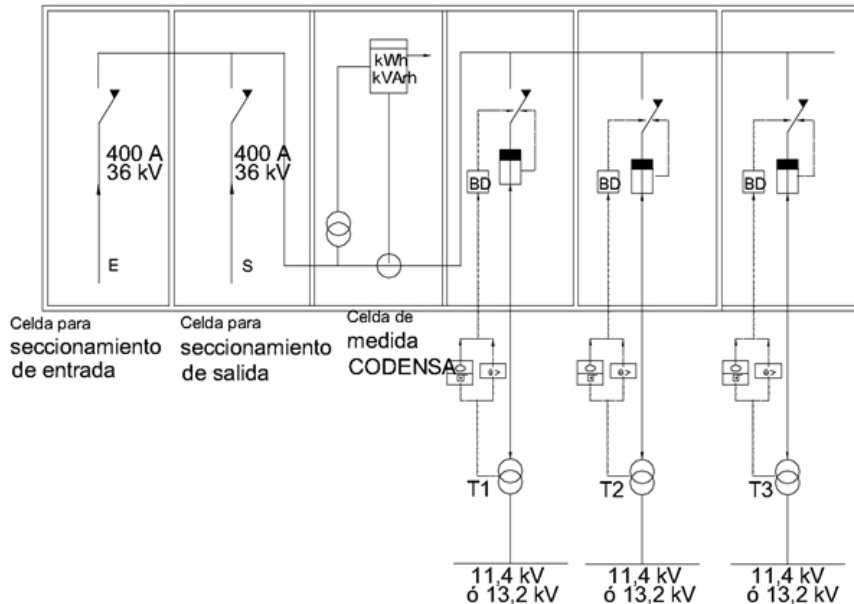 kWh
kVArh
400 A
36 kV
400 A
36 kV
BD
BD
BD
E
S
Celda para
seccionamiento
de entrada
Celda para
seccionamiento
de salida
Celda de
medida
CODENSA
T1
T2
T3
11,4 kV
ó 13,2 kV
11,4 kV
ó 13,2 kV
11,4 kV
ó 13,2 kV